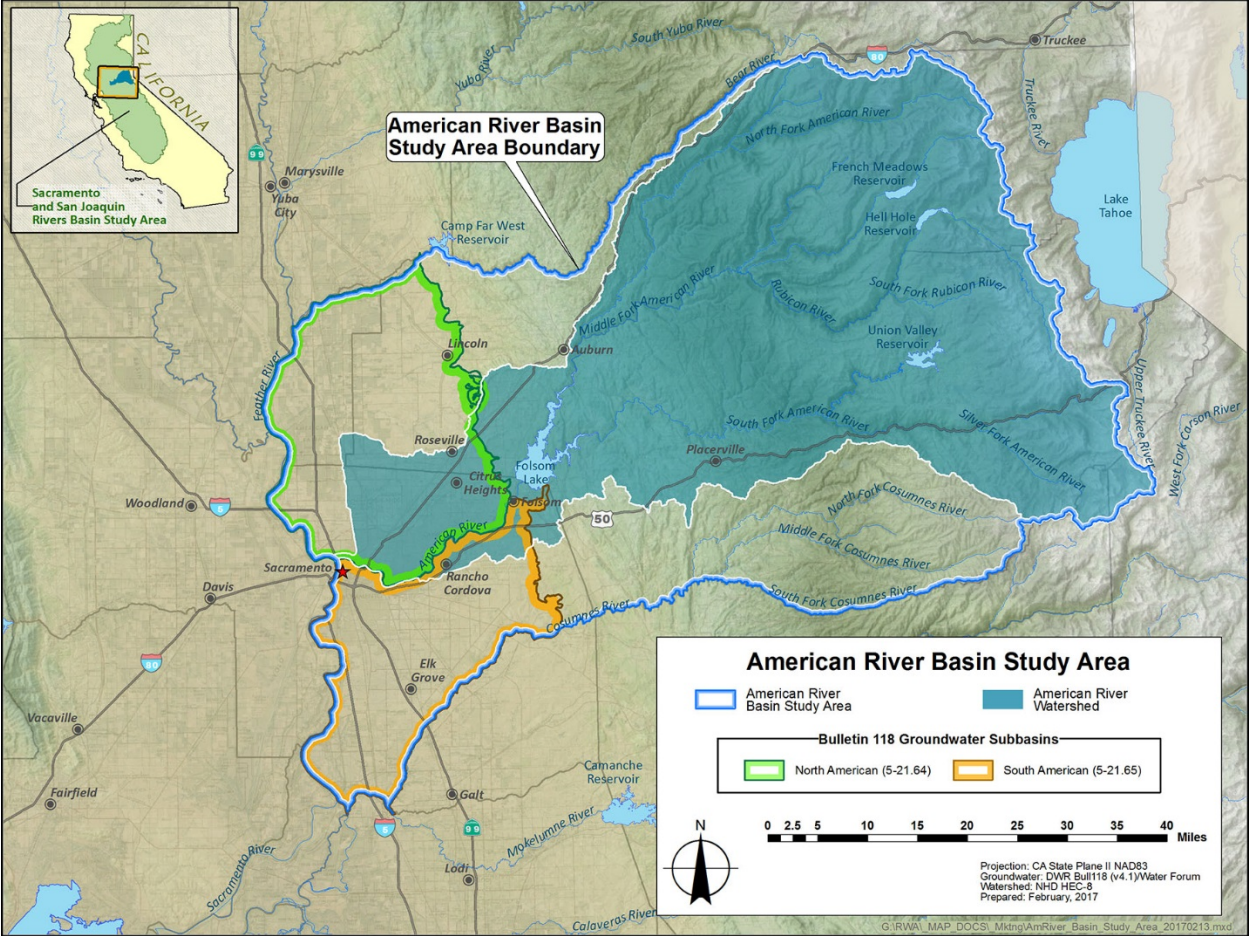 CALIFORNIA
Sacramento
and San Joaquin
Rivers Basin Study Area
American River Basin
Study Area Boundary
South Yuba River
Yuba River
Bear River
80
Truckee
Truckee River
North Fork American River
French Meadows
Reservoir
Hell Hole
Reservoir
Lake
Tahoe
99
Marysville
Yuba
City
Camp Far West
Reservoir
Middle Fork American River
Rubicon River
South Fork Rubicon River
Union Valley
Reservoir
Lincoln
Auburn
Feather River
Upper Truckee River
West Fork Carson River
South Fork American River
Silver Fork American River
Roseville
Placerville
Citrus
Heights
Folsom
Lake
Folsom
Woodland
5
50
American River
North Fork Cosumnes River
Middle Fork Cosumnes River
South Fork Cosumnes River
Sacramento
Rancho
Cordova
Davis
Cosumnes River
80
Elk
Grove
Vacaville
Fairfield
Camanche
Reservoir
Galt
99
Mokelumne River
Lodi
Sacramento River
Calaveras River
American River Basin Study Area
American River
Basin Study Area
American River
Watershed
Bulletin 118 Groundwater Subbasins
North American (5-21.64)
South American (5-21.65)
N
0 2.5 5 10 15 20 25 30 35 40
Miles
Projection: CA State Plane II NAD83
Groundwater: DWR Bull118 (v4.1)/Water Forum
Watershed: NHD HEC-8
Prepared: February, 2017
G:\RWA\_MAP_DOCS\_Mktng\AmRiver_Basin_Study_Area_20170213.mxd